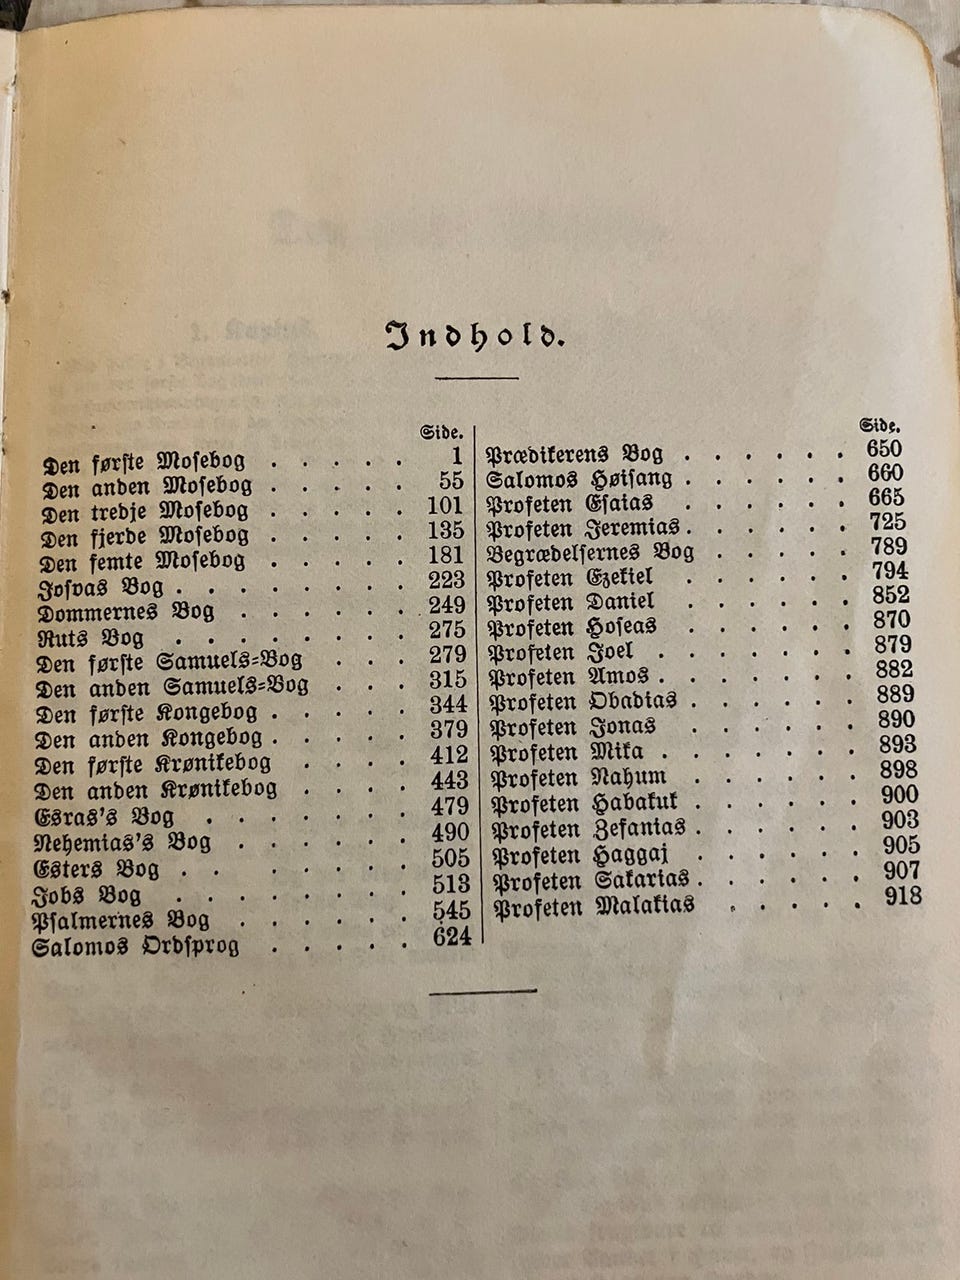 Indhold.
Side.
Den første Mosebog . . . . . 1
Den anden Mosebog . . . . . 55
Den tredje Mosebog . . . . . 101
Den fjerde Mosebog . . . . . 135
Den femte Mosebog . . . . . 181
Josvas Bog . . . . . . . . 223
Dommernes Bog . . . . . . 249
Ruts Bog . . . . . . . . 275
Den første Samuels-Bog . . . 279
Den anden Samuels-Bog . . . 315
Den første Kongebog . . . . . 344
Den anden Kongebog . . . . . 379
Den første Krønikebog . . . . 412
Den anden Krønikebog . . . . 443
Esras's Bog . . . . . . . 479
Nehemias's Bog . . . . . . 490
Esters Bog . . . . . . . 505
Jobs Bog . . . . . . . . 513
Psalmernes Bog . . . . . . 545
Salomos Ordsprog . . . . . 624
Side.
Prædikerens Bog . . . . . . 650
Salomos Høisang . . . . . . 660
Profeten Esaias . . . . . . 665
Profeten Jeremias . . . . . . 725
Begrædelsernes Bog . . . . . 789
Profeten Ezekiel . . . . . . 794
Profeten Daniel . . . . . . 852
Profeten Hoseas . . . . . . 870
Profeten Joel . . . . . . . 879
Profeten Amos . . . . . . . 882
Profeten Obadias . . . . . . 889
Profeten Jonas . . . . . . 890
Profeten Mika . . . . . . . 893
Profeten Nahum . . . . . . 898
Profeten Habakuk . . . . . . 900
Profeten Zefanias . . . . . . 903
Profeten Haggaj . . . . . . 905
Profeten Sakarias . . . . . . 907
Profeten Malakias . . . . . 918